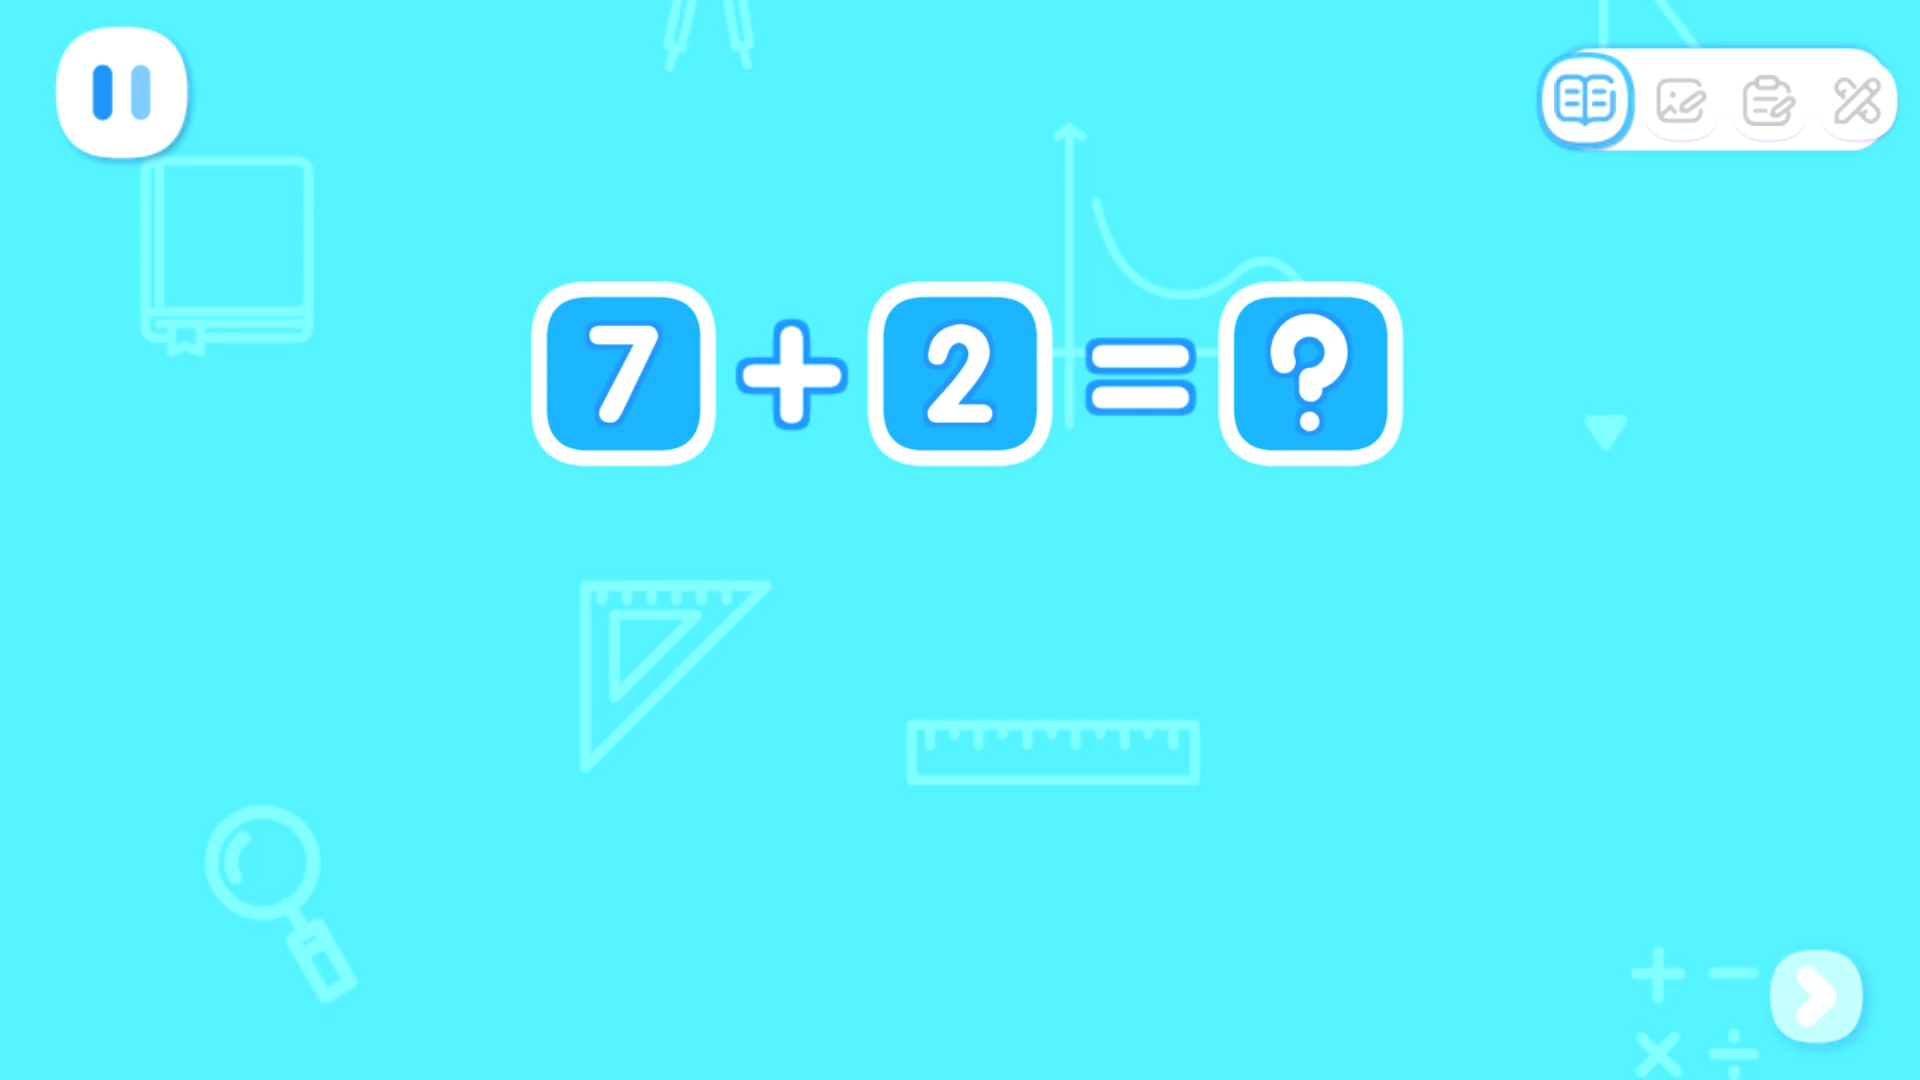 7 + 2 = ?